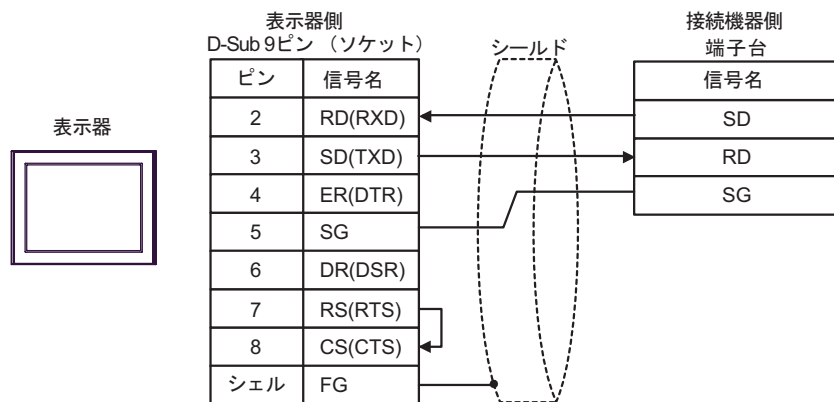 表示器側
D-Sub 9ピン （ソケット）
シールド
接続機器側
端子台
表示器
ピン 信号名
2 RD(RXD)
3 SD(TXD)
4 ER(DTR)
5 SG
6 DR(DSR)
7 RS(RTS)
8 CS(CTS)
シェル FG
信号名
SD
RD
SG